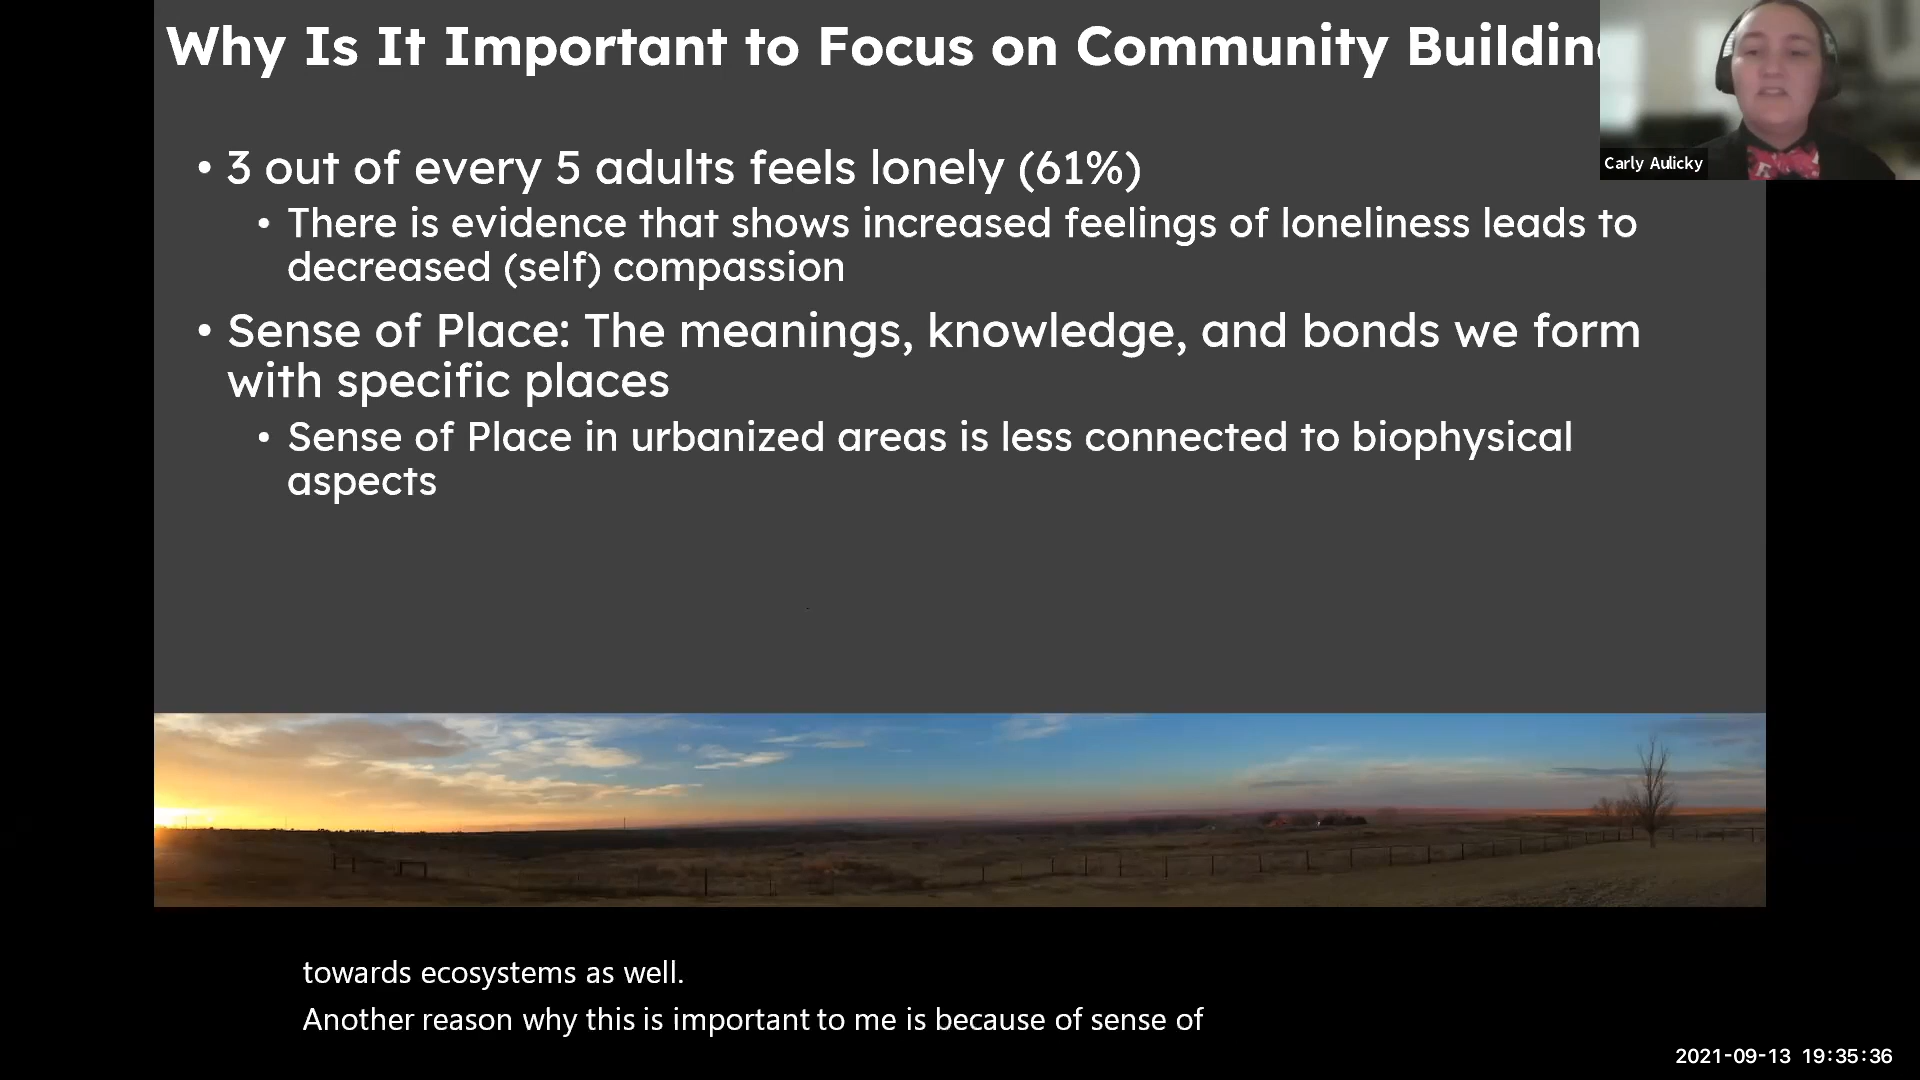 Why Is It Important to Focus on Community Building
Carly Aulicky
• 3 out of every 5 adults feels lonely (61%)
• There is evidence that shows increased feelings of loneliness leads to
decreased (self) compassion
• Sense of Place: The meanings, knowledge, and bonds we form
with specific places
• Sense of Place in urbanized areas is less connected to biophysical
aspects
towards ecosystems as well.
Another reason why this is important to me is because of sense of
2021-09-13 19:35:36